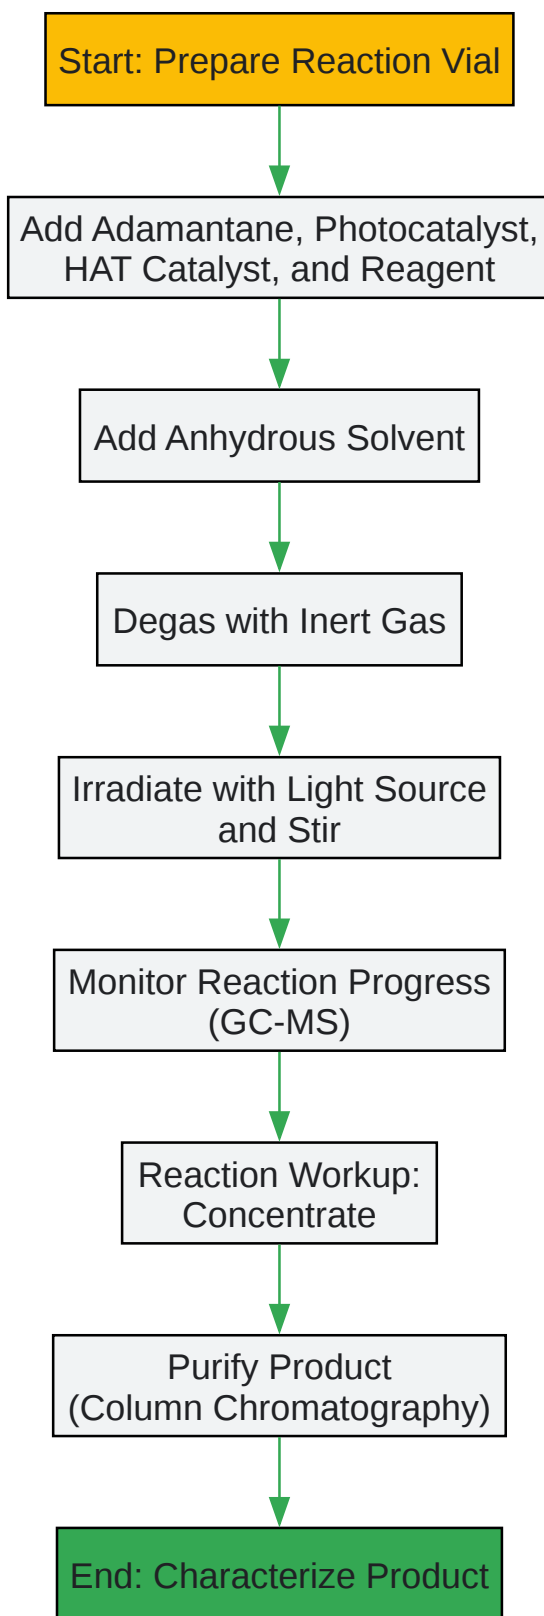 Start: Prepare Reaction Vial
Add Adamantane, Photocatalyst,
HAT Catalyst, and Reagent
Add Anhydrous Solvent
Degas with Inert Gas
Irradiate with Light Source
and Stir
Monitor Reaction Progress
(GC-MS)
Reaction Workup:
Concentrate
Purify Product
(Column Chromatography)
End: Characterize Product